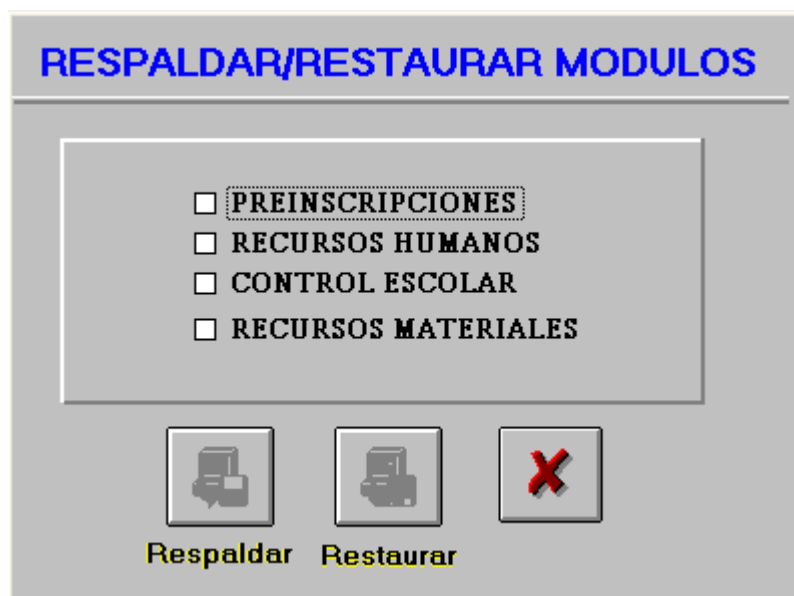 RESPALDAR/RESTAURAR MODULOS
PREINSCRIPCIONES
RECURSOS HUMANOS
CONTROL ESCOLAR
RECURSOS MATERIALES
Respaldar
Restaurar